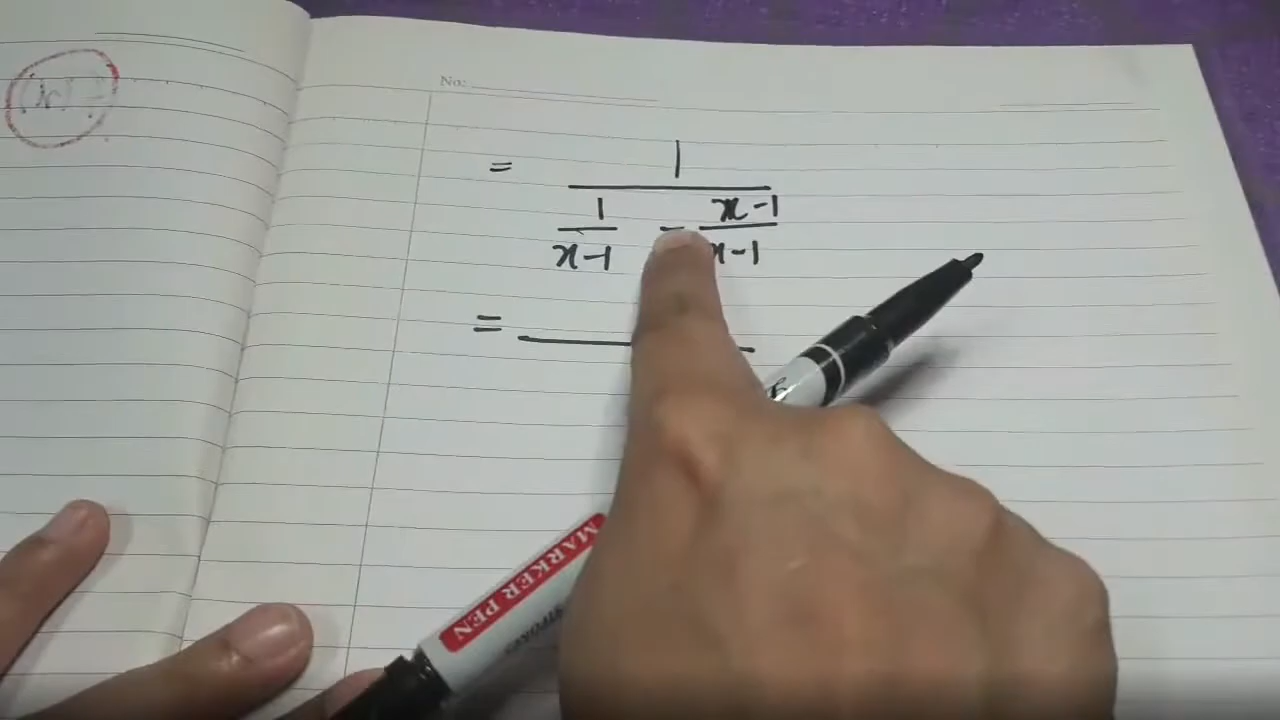 No:
= 1
1/(x-1) - (x-1)/(x-1)
=
MARKER PEN